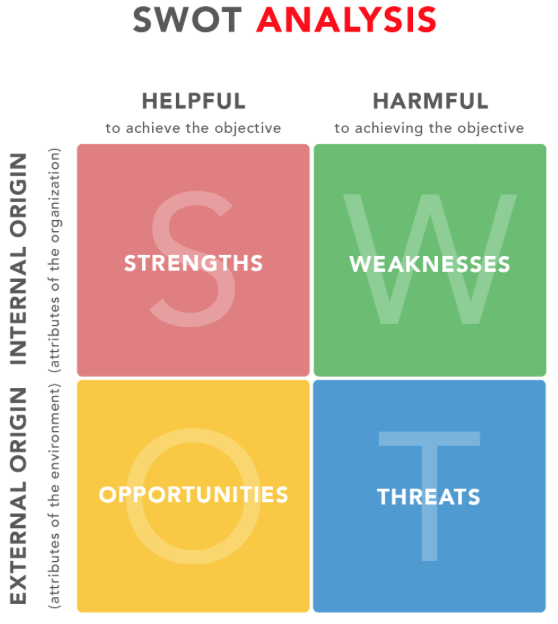 SWOT ANALYSIS
HELPFUL
to achieve the objective
HARMFUL
to achieving the objective
INTERNAL ORIGIN
(attributes of the organization)
S
STRENGTHS
W
WEAKNESSES
EXTERNAL ORIGIN
(attributes of the environment)
O
OPPORTUNITIES
T
THREATS